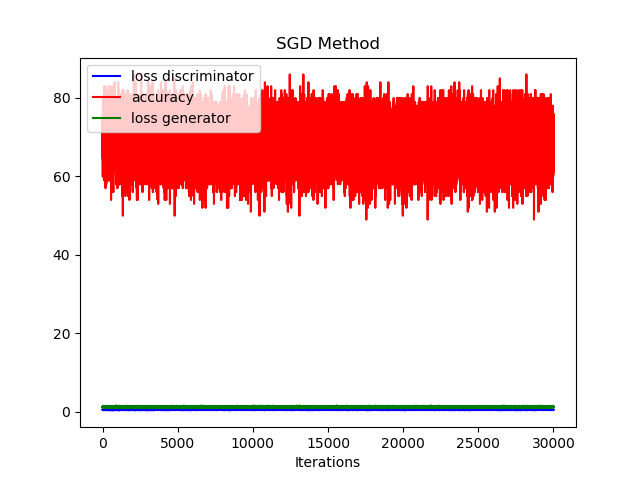 SGD Method
loss discriminator
accuracy
loss generator
80
60
40
20
0
0 5000 10000 15000 20000 25000 30000
Iterations